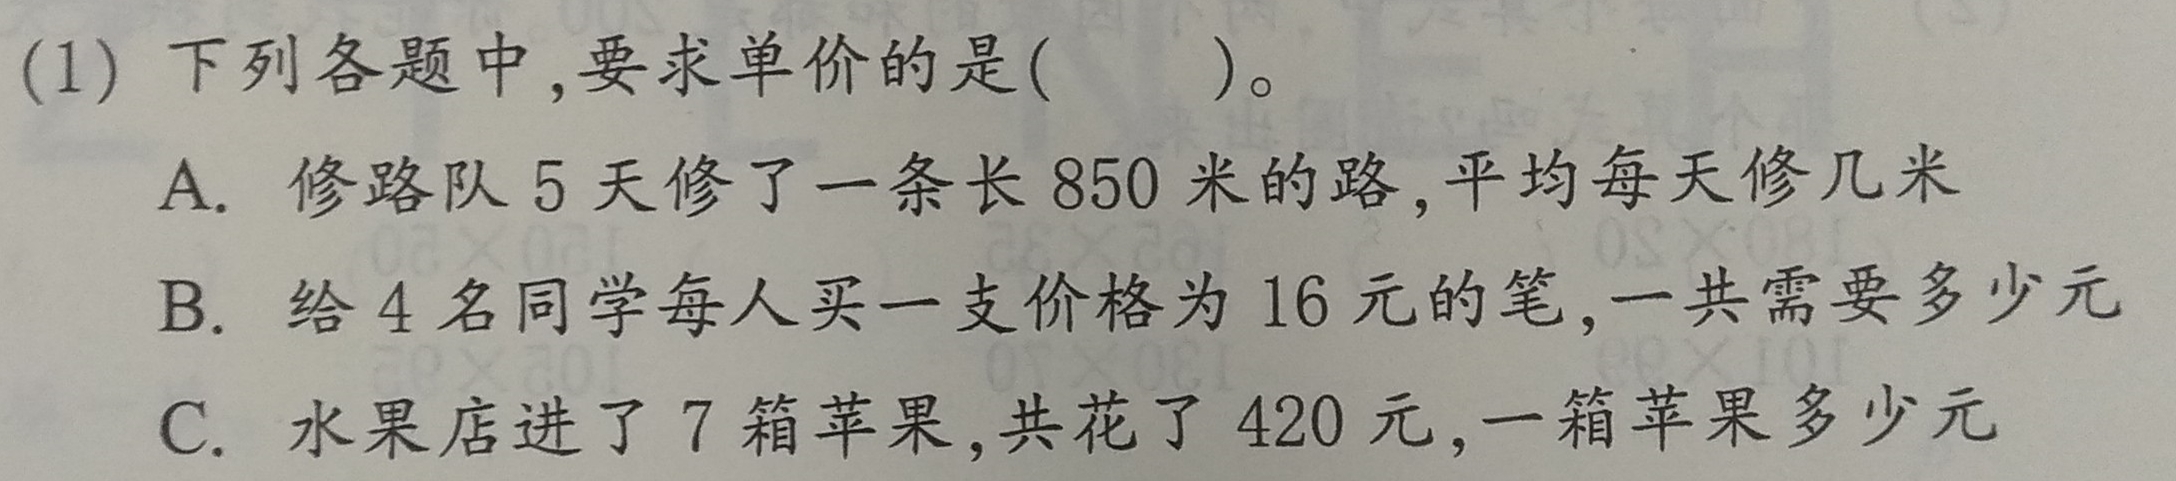 (1) 下列各题中,要求单价的是(    )。
A. 修路队 5 天修了一条长 850 米的路,平均每天修几米
B. 给 4 名同学每人买一支价格为 16 元的笔,一共需要多少元
C. 水果店进了 7 箱苹果,共花了 420 元,一箱苹果多少元